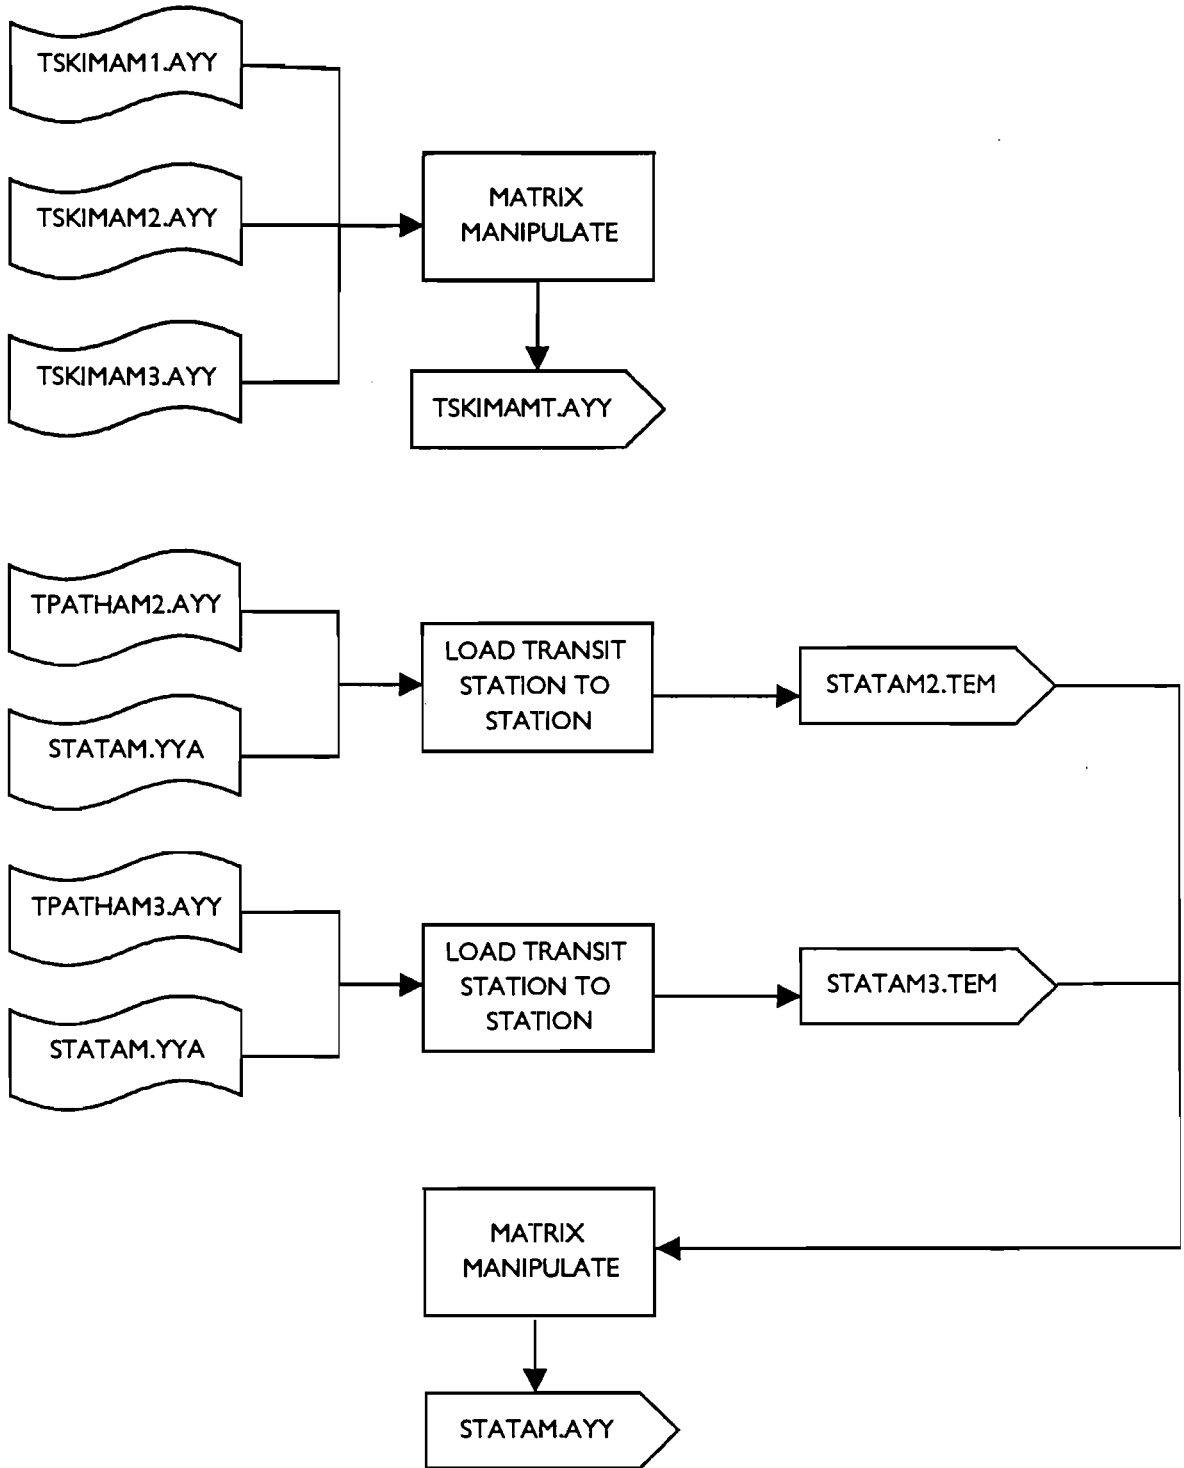 TSKIMAM1.AYY
TSKIMAM2.AYY
MATRIX
MANIPULATE
TSKIMAM3.AYY
TSKIMAMT.AYY
TPATHAM2.AYY
LOAD TRANSIT
STATION TO
STATION
STATAM2.TEM
STATAM.YYA
TPATHAM3.AYY
LOAD TRANSIT
STATION TO
STATION
STATAM3.TEM
STATAM.YYA
MATRIX
MANIPULATE
STATAM.AYY